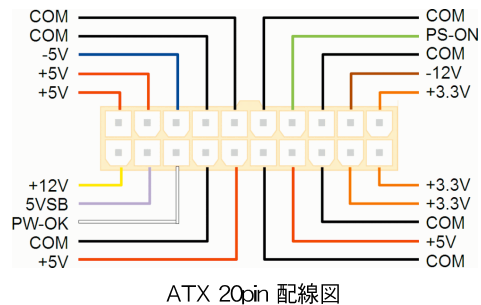 COM
COM
-5V
+5V
+5V
COM
PS-ON
COM
-12V
+3.3V
+12V
5VSB
PW-OK
COM
+5V
+3.3V
+3.3V
COM
+5V
COM
ATX 20pin 配線図